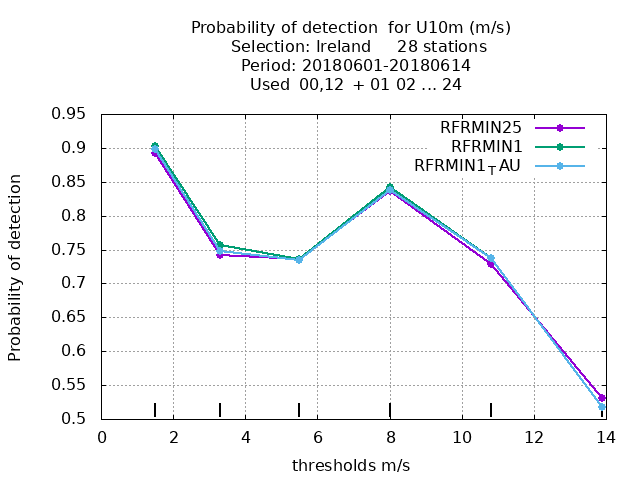 Probability of detection  for U10m (m/s)
Selection: Ireland     28 stations
Period: 20180601-20180614
Used  00,12  + 01 02 ... 24
RFRMIN25
RFRMIN1
RFRMIN1TAU
Probability of detection
0.95
0.9
0.85
0.8
0.75
0.7
0.65
0.6
0.55
0.5
0 2 4 6 8 10 12 14
thresholds m/s